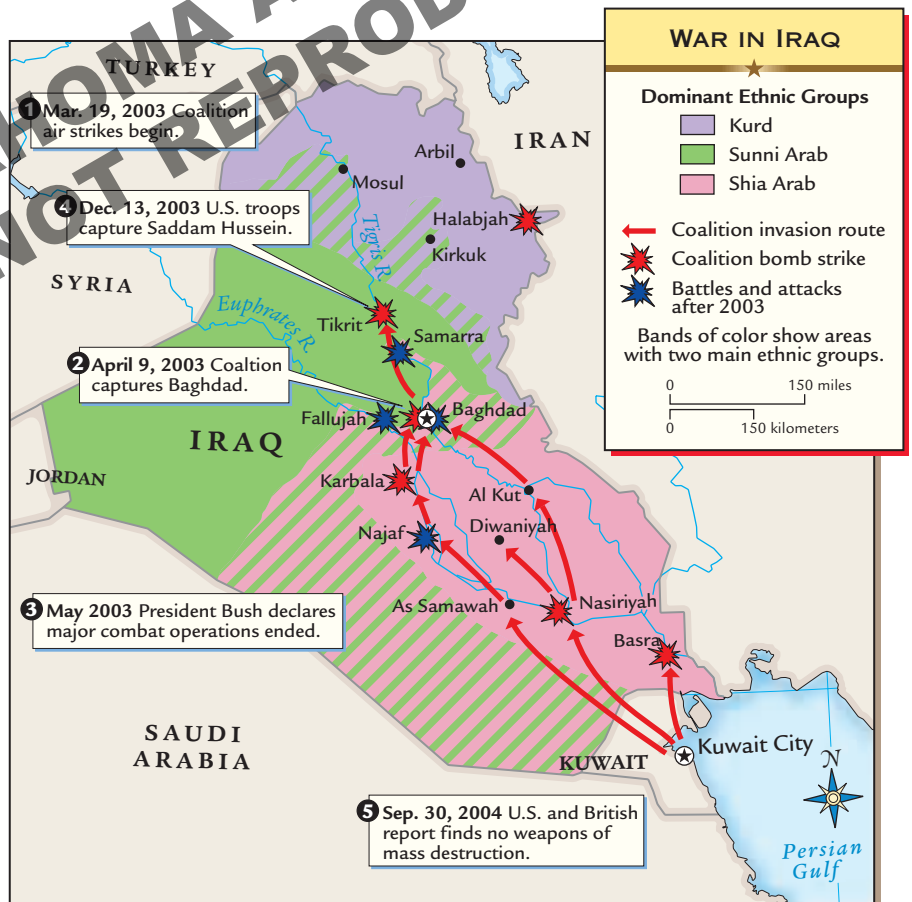 OKLAHOMA A
NOT REPROD
WAR IN IRAQ
Dominant Ethnic Groups
Kurd
Sunni Arab
Shia Arab
Coalition invasion route
Coalition bomb strike
Battles and attacks
after 2003
Bands of color show areas
with two main ethnic groups.
0 150 miles
0 150 kilometers
TURKEY
1 Mar. 19, 2003 Coalition
air strikes begin.
IRAN
Arbil
Mosul
4 Dec. 13, 2003 U.S. troops
capture Saddam Hussein.
Halabjah
Tigris R.
Kirkuk
SYRIA
Euphrates R.
Tikrit
Samarra
2 April 9, 2003 Coaltion
captures Baghdad.
Fallujah
Baghdad
IRAQ
JORDAN
Karbala
Al Kut
Najaf
Diwaniyah
3 May 2003 President Bush declares
major combat operations ended.
As Samawah
Nasiriyah
Basra
SAUDI
ARABIA
KUWAIT
Kuwait City
N
5 Sep. 30, 2004 U.S. and British
report finds no weapons of
mass destruction.
Persian
Gulf